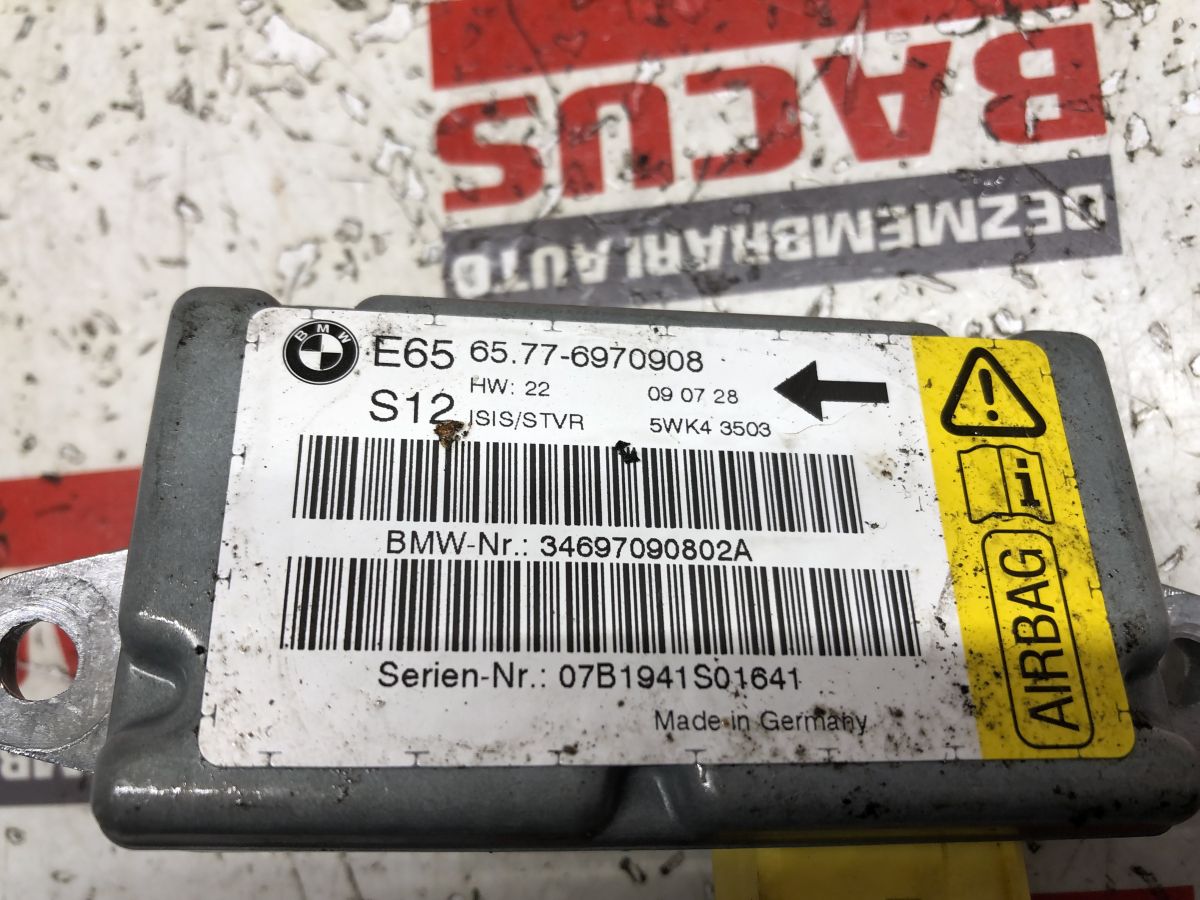 BACUS
DEZMEMBRARI AUTO
BMW
E65 65.77-6970908
HW: 22 09 07 28
S12 ISIS/STVR 5WK4 3503
BMW-Nr.: 34697090802A
Serien-Nr.: 07B1941S01641
Made in Germany
i
AIRBAG